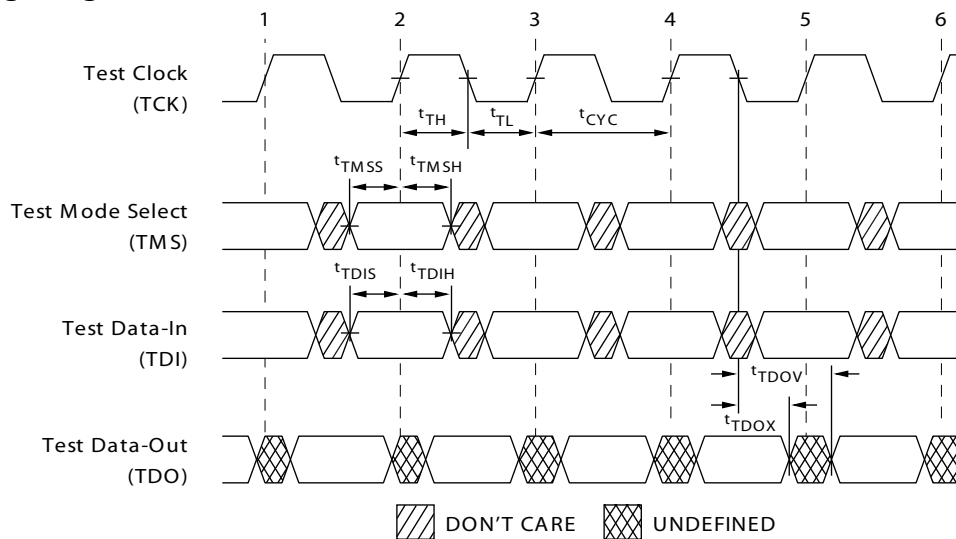 1 2 3 4 5 6
Test Clock
(TCK)
tTH tTL tCYC
tTMSS tTMSH
Test Mode Select
(TMS)
tTDIS tTDIH
Test Data-In
(TDI)
tTDOV
tTDOX
Test Data-Out
(TDO)
DON'T CARE UNDEFINED